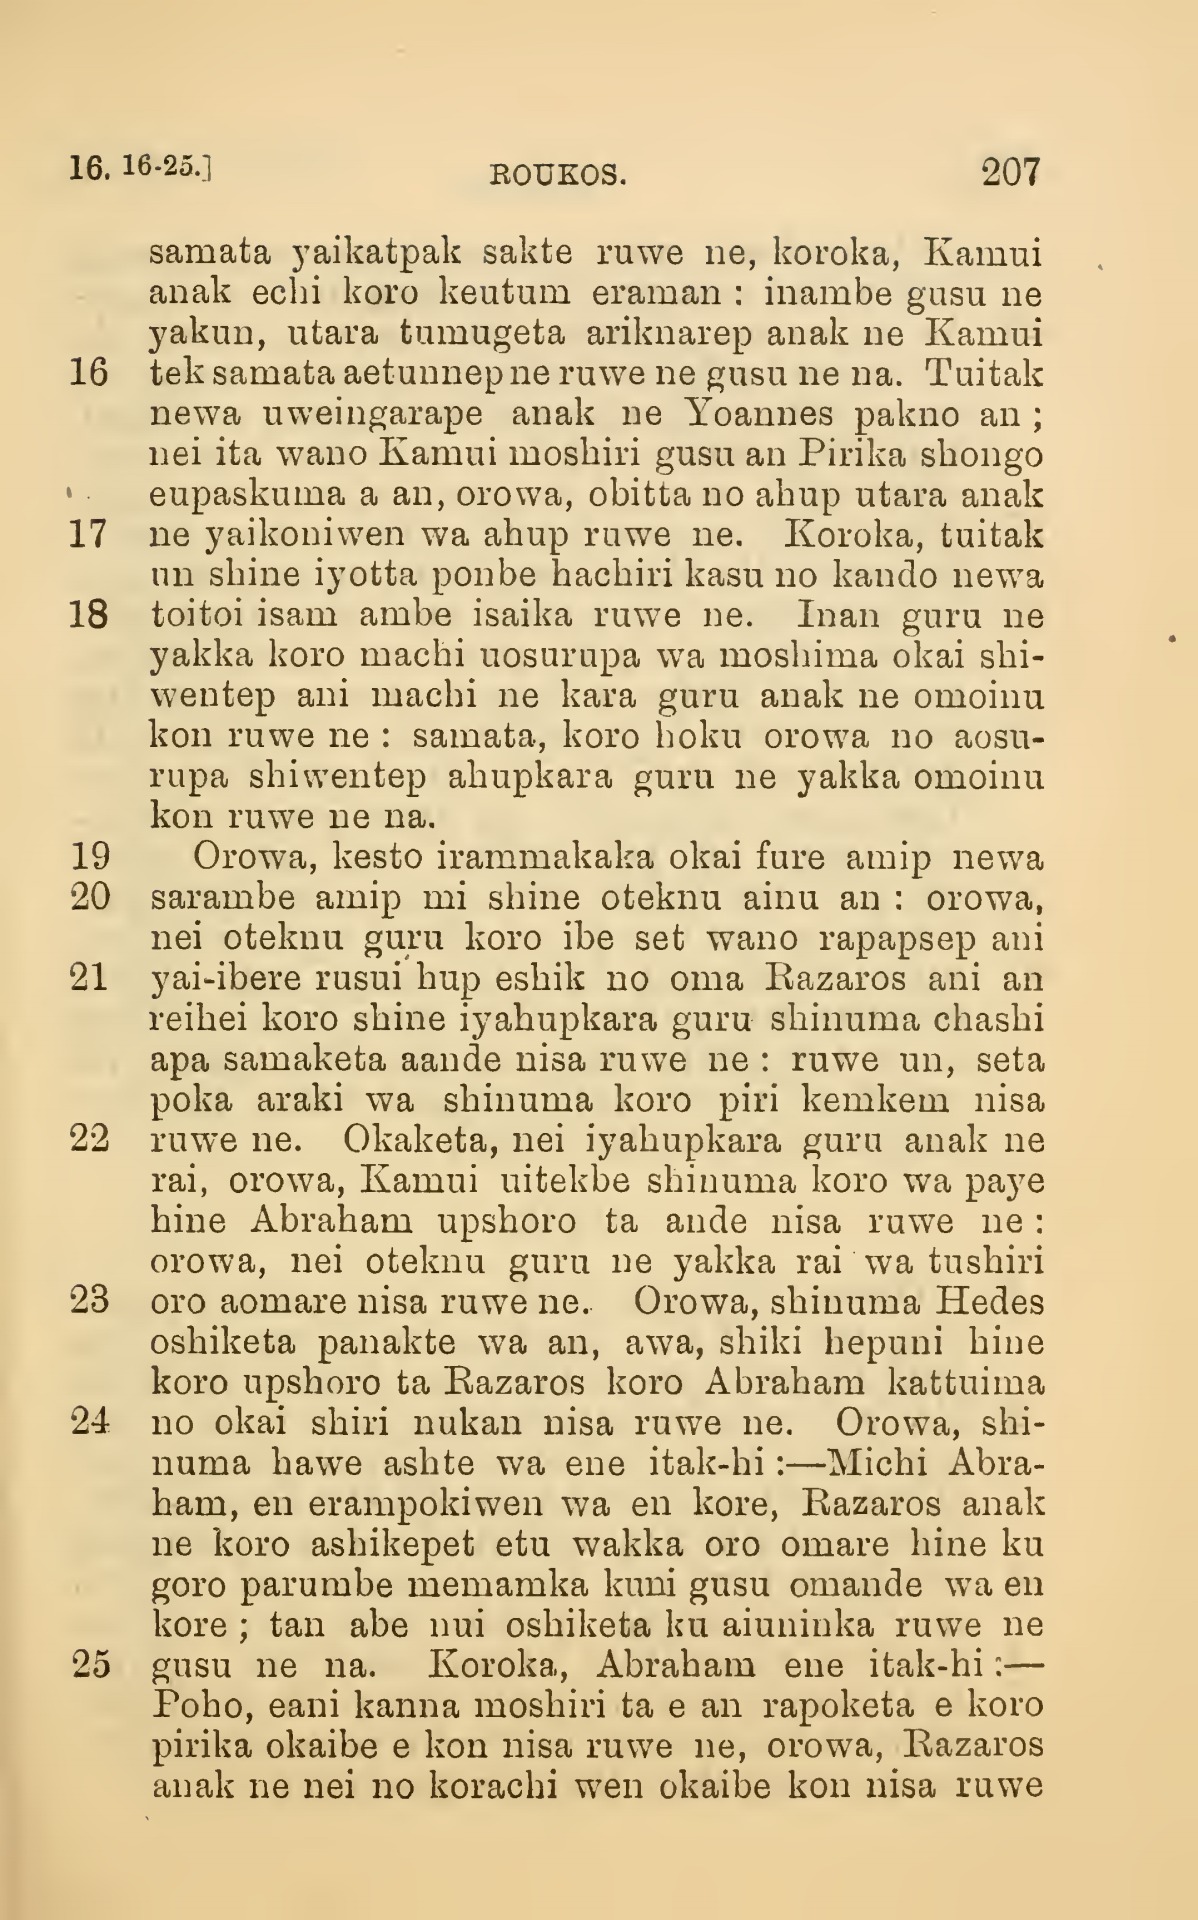 16. 16-25.] ROUKOS. 207
samata yaikatpak sakte ruwe ne, koroka, Kamui
anak echi koro keutum eraman : inambe gusu ne
yakun, utara tumugeta ariknarep anak ne Kamui
16 tek samata aetunnep ne ruwe ne gusu ne na. Tuitak
newa uweingarape anak ne Yoannes pakno an ;
nei ita wano Kamui moshiri gusu an Pirika shongo
eupaskuma a an, orowa, obitta no ahup utara anak
17 ne yaikoniwen wa ahup ruwe ne. Koroka, tuitak
un shine iyotta ponbe hachiri kasu no kando newa
18 toitoi isam ambe isaika ruwe ne. Inan guru ne
yakka koro machi uosurupa wa moshima okai shi-
wentep ani machi ne kara guru anak ne omoinu
kon ruwe ne : samata, koro hoku orowa no aosu-
rupa shiwentep ahupkara guru ne yakka omoinu
kon ruwe ne na.
19 Orowa, kesto irammakaka okai fure amip newa
20 sarambe amip mi shine oteknu ainu an : orowa,
nei oteknu guru koro ibe set wano rapapsep ani
21 yai-ibere rusui hup eshik no oma Razaros ani an
reihei koro shine iyahupkara guru shinuma chashi
apa samaketa aande nisa ruwe ne : ruwe un, seta
poka araki wa shinuma koro piri kemkem nisa
22 ruwe ne. Okaketa, nei iyahupkara guru anak ne
rai, orowa, Kamui uitekbe shinuma koro wa paye
hine Abraham upshoro ta ande nisa ruwe ne :
orowa, nei oteknu guru ne yakka rai wa tushiri
23 oro aomare nisa ruwe ne. Orowa, shinuma Hedes
oshiketa panakte wa an, awa, shiki hepuni hine
koro upshoro ta Razaros koro Abraham kattuima
24 no okai shiri nukan nisa ruwe ne. Orowa, shi-
numa hawe ashte wa ene itak-hi :—Michi Abra-
ham, en erampokiwen wa en kore, Razaros anak
ne koro ashikepet etu wakka oro omare hine ku
goro parumbe memamka kuni gusu omande wa en
kore ; tan abe nui oshiketa ku aiuninka ruwe ne
25 gusu ne na. Koroka, Abraham ene itak-hi :—
Poho, eani kanna moshiri ta e an rapoketa e koro
pirika okaibe e kon nisa ruwe ne, orowa, Razaros
anak ne nei no korachi wen okaibe kon nisa ruwe